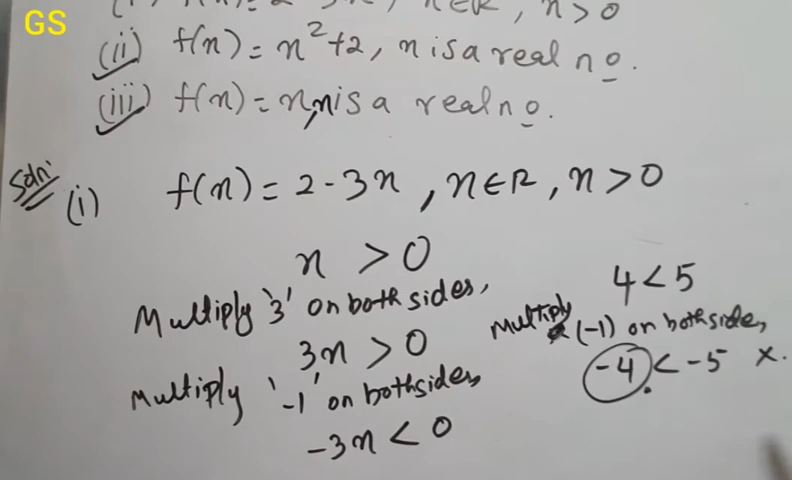 GS
(ii) f(x) = x²+2, x is a real no.
(iii) f(x) = x, x is a real no.
Soln:
(i) f(x) = 2-3x, x∈R, x>0
x > 0
Multiply '3' on both sides,
3x > 0
Multiply '-1' on both sides,
-3x < 0
4<5
Multiply (-1) on both sides,
-4 < -5 ×.